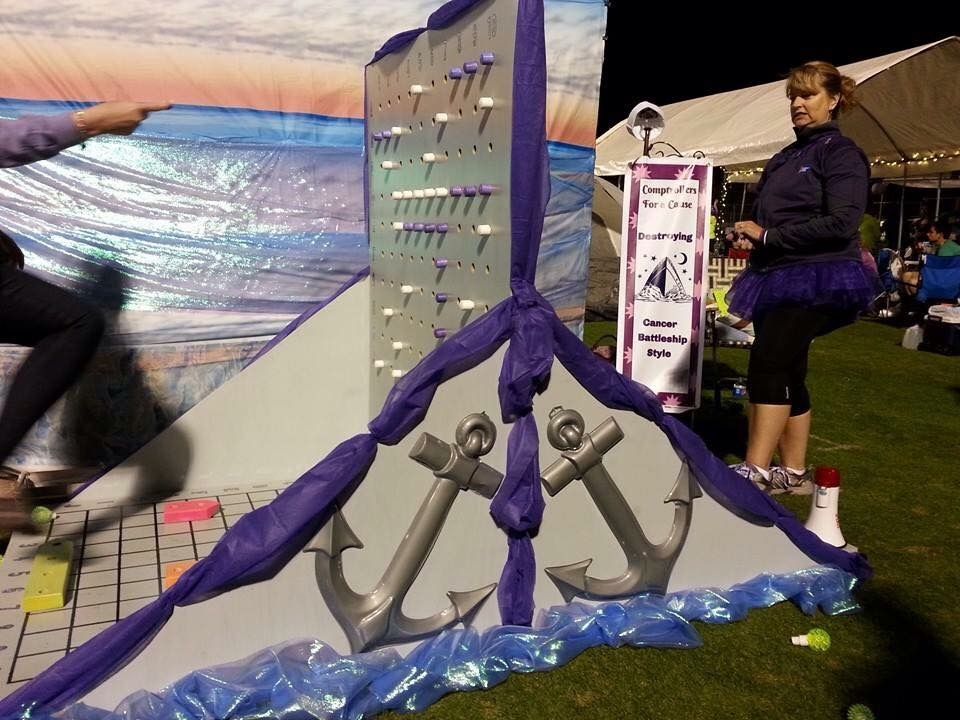 Comptrollers
For a Cause
Destroying
Cancer
Battleship
Style